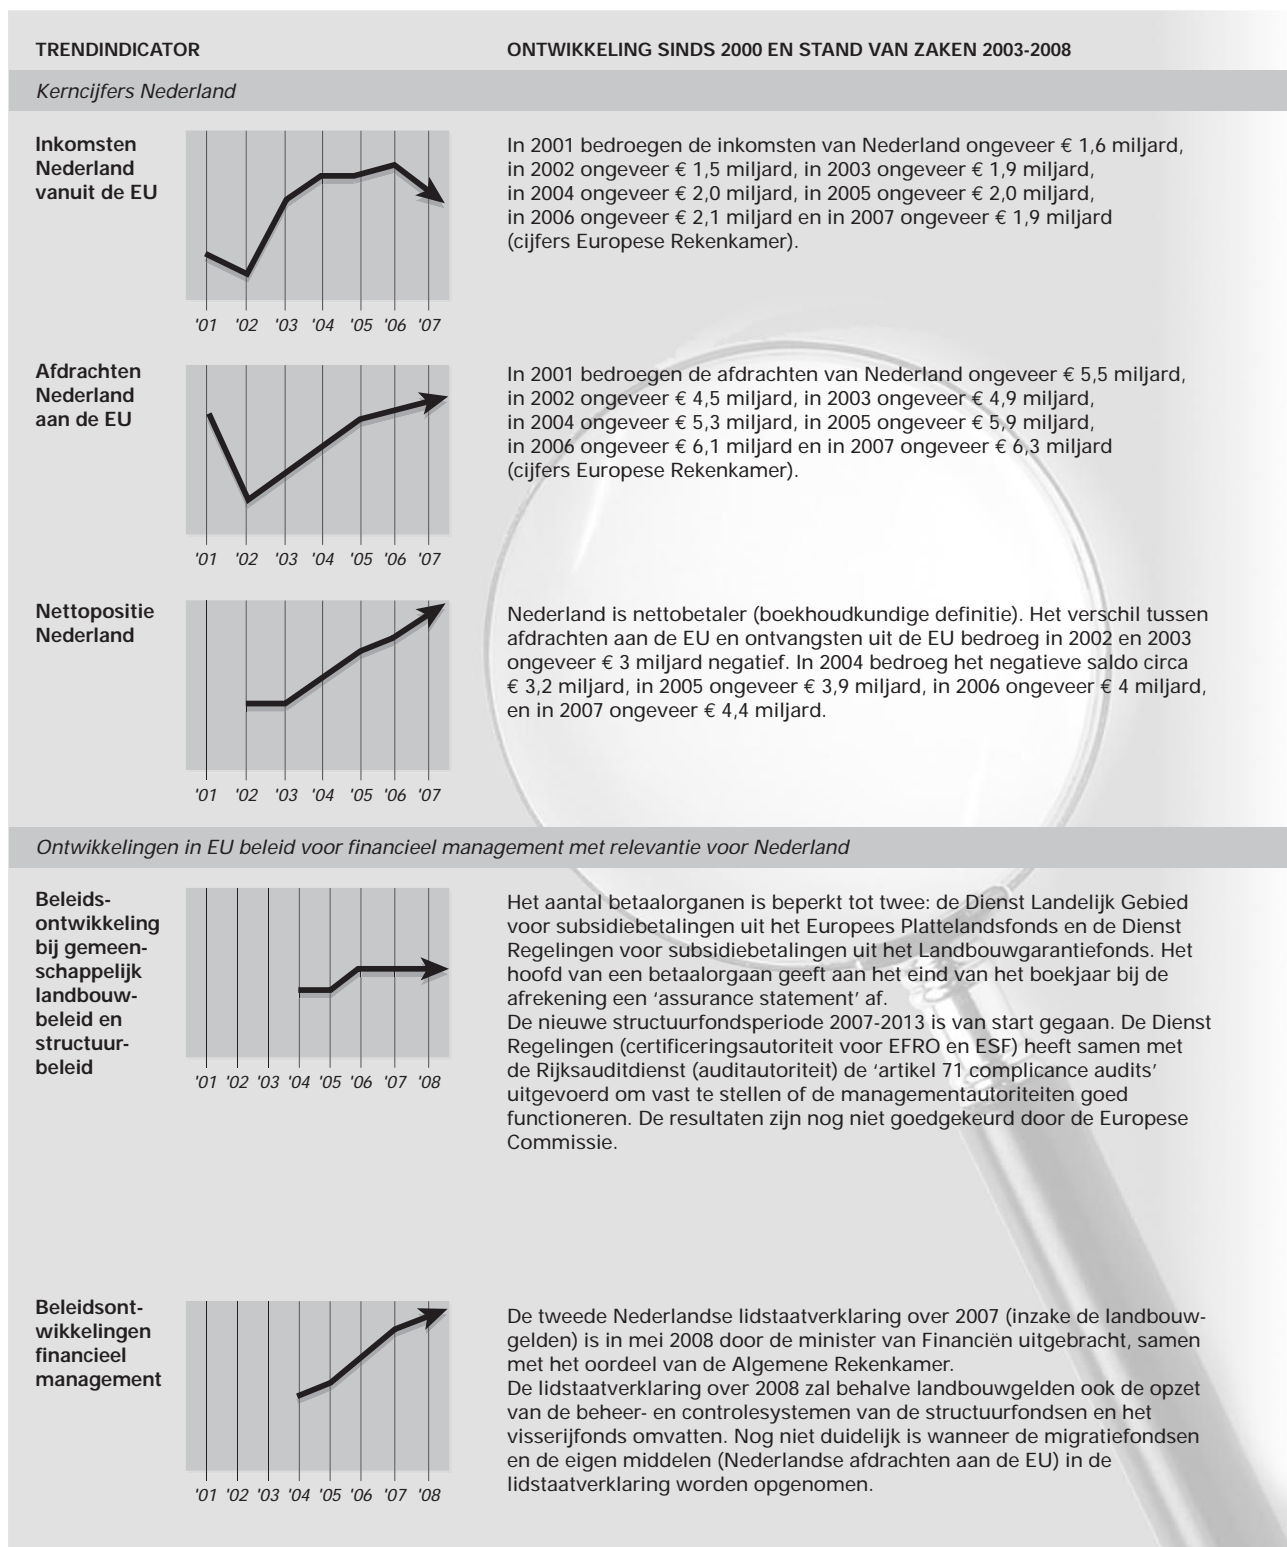 TRENDINDICATOR
ONTWIKKELING SINDS 2000 EN STAND VAN ZAKEN 2003-2008
Kerncijfers Nederland
Inkomsten
Nederland
vanuit de EU
'01 '02 '03 '04 '05 '06 '07
In 2001 bedroegen de inkomsten van Nederland ongeveer € 1,6 miljard,
in 2002 ongeveer € 1,5 miljard, in 2003 ongeveer € 1,9 miljard,
in 2004 ongeveer € 2,0 miljard, in 2005 ongeveer € 2,0 miljard,
in 2006 ongeveer € 2,1 miljard en in 2007 ongeveer € 1,9 miljard
(cijfers Europese Rekenkamer).
Afdrachten
Nederland
aan de EU
'01 '02 '03 '04 '05 '06 '07
In 2001 bedroegen de afdrachten van Nederland ongeveer € 5,5 miljard,
in 2002 ongeveer € 4,5 miljard, in 2003 ongeveer € 4,9 miljard,
in 2004 ongeveer € 5,3 miljard, in 2005 ongeveer € 5,9 miljard,
in 2006 ongeveer € 6,1 miljard en in 2007 ongeveer € 6,3 miljard
(cijfers Europese Rekenkamer).
Nettopositie
Nederland
'01 '02 '03 '04 '05 '06 '07
Nederland is nettobetaler (boekhoudkundige definitie). Het verschil tussen
afdrachten aan de EU en ontvangsten uit de EU bedroeg in 2002 en 2003
ongeveer € 3 miljard negatief. In 2004 bedroeg het negatieve saldo circa
€ 3,2 miljard, in 2005 ongeveer € 3,9 miljard, in 2006 ongeveer € 4 miljard,
en in 2007 ongeveer € 4,4 miljard.
Ontwikkelingen in EU beleid voor financieel management met relevantie voor Nederland
Beleids-
ontwikkeling
bij gemeen-
schappelijk
landbouw-
beleid en
structuur-
beleid
'01 '02 '03 '04 '05 '06 '07 '08
Het aantal betaalorganen is beperkt tot twee: de Dienst Landelijk Gebied
voor subsidiebetalingen uit het Europees Plattelandsfonds en de Dienst
Regelingen voor subsidiebetalingen uit het Landbouwgarantiefonds. Het
hoofd van een betaalorgaan geeft aan het eind van het boekjaar bij de
afrekening een ‘assurance statement’ af.
De nieuwe structuurfondsperiode 2007-2013 is van start gegaan. De Dienst
Regelingen (certificeringsautoriteit voor EFRO en ESF) heeft samen met
de Rijksauditdienst (auditautoriteit) de ‘artikel 71 complicance audits’
uitgevoerd om vast te stellen of de managementautoriteiten goed
functioneren. De resultaten zijn nog niet goedgekeurd door de Europese
Commissie.
Beleidsont-
wikkelingen
financieel
management
'01 '02 '03 '04 '05 '06 '07 '08
De tweede Nederlandse lidstaatverklaring over 2007 (inzake de landbouw-
gelden) is in mei 2008 door de minister van Financiën uitgebracht, samen
met het oordeel van de Algemene Rekenkamer.
De lidstaatverklaring over 2008 zal behalve landbouwgelden ook de opzet
van de beheer- en controlesystemen van de structuurfondsen en het
visserijfonds omvatten. Nog niet duidelijk is wanneer de migratiefondsen
en de eigen middelen (Nederlandse afdrachten aan de EU) in de
lidstaatverklaring worden opgenomen.